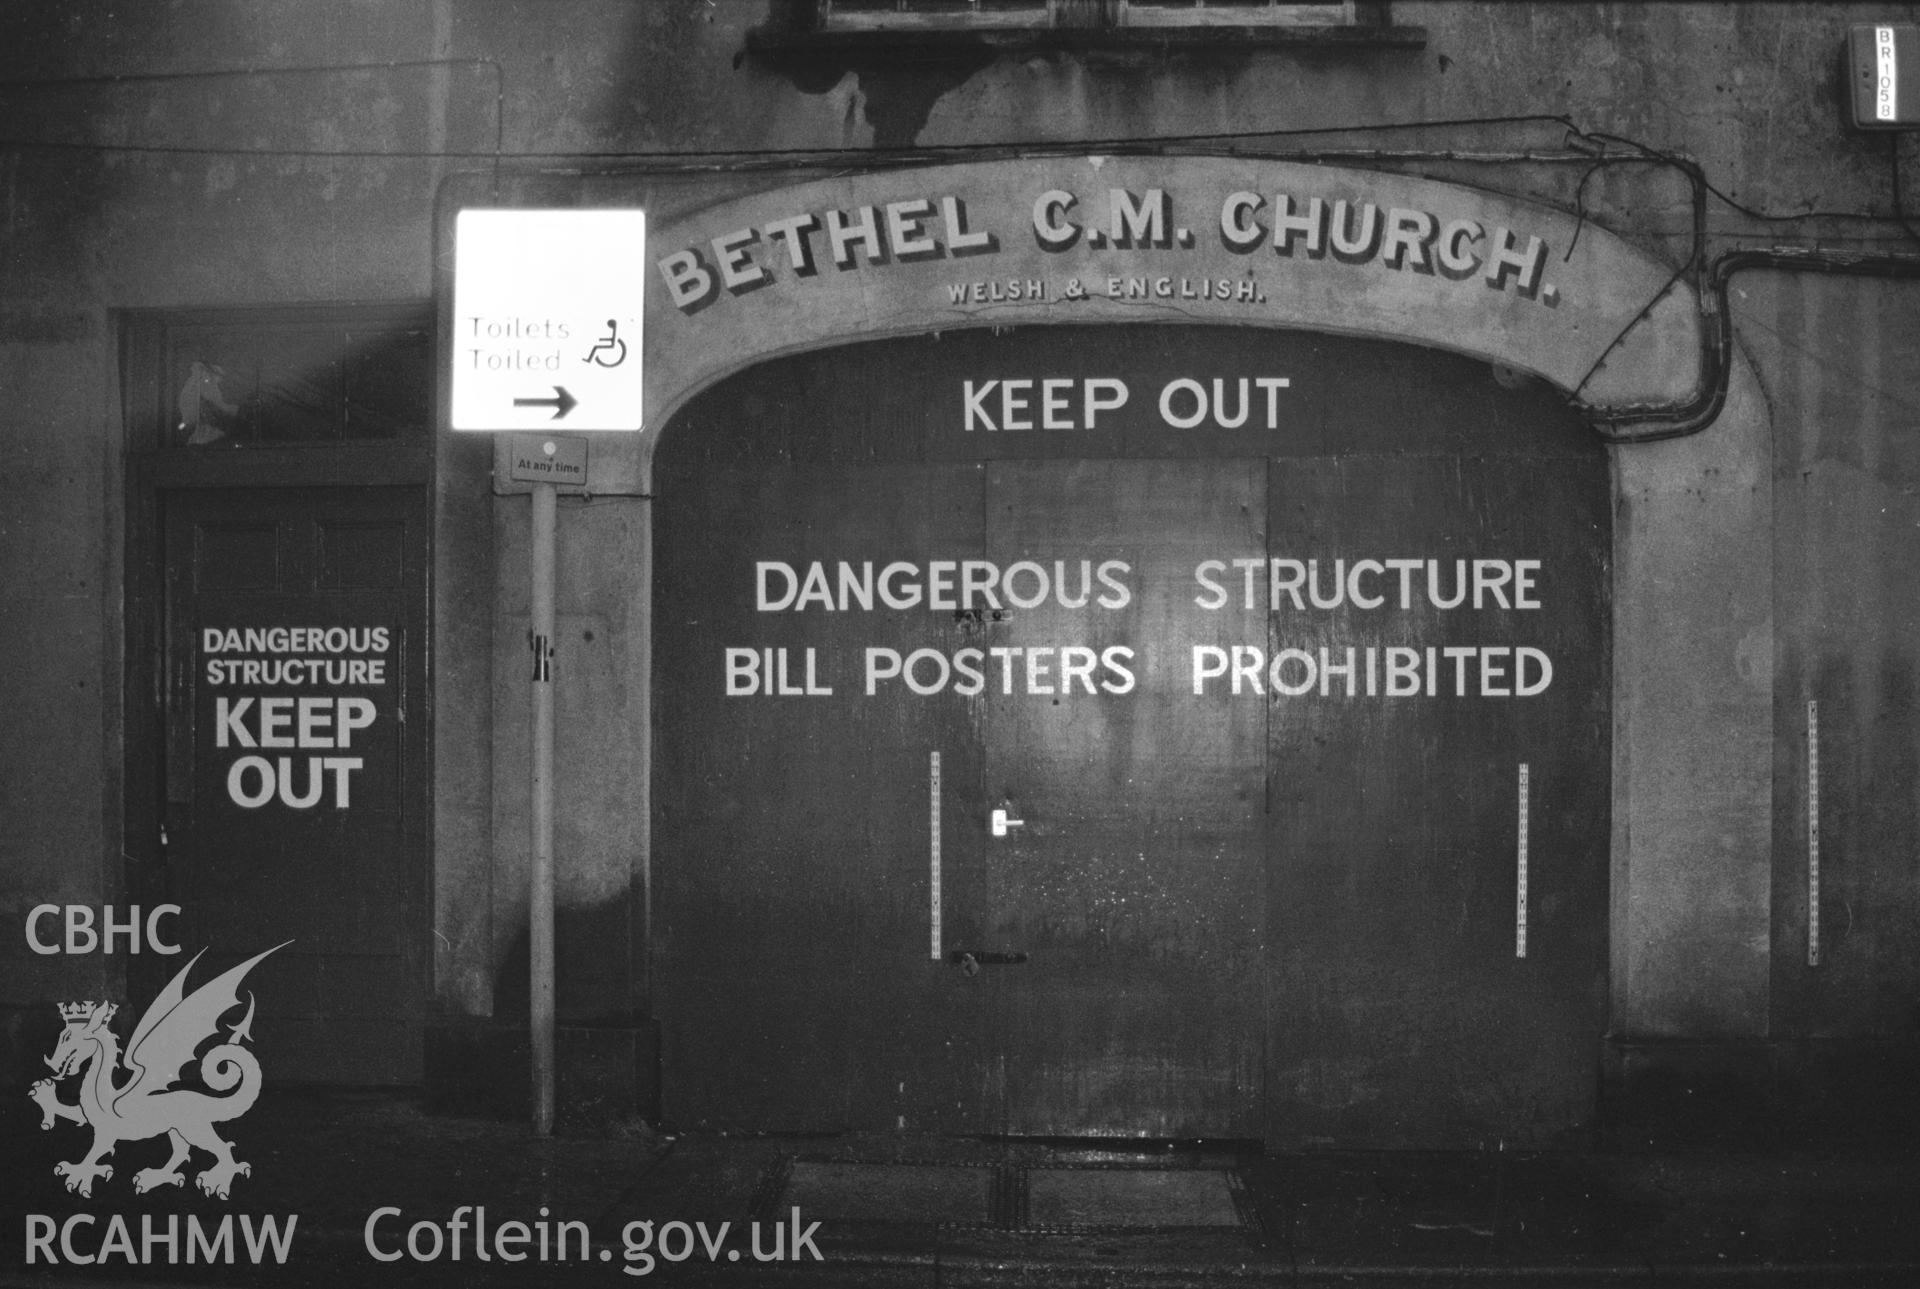 BR1058
BETHEL C.M. CHURCH.
WELSH & ENGLISH.
Toilets
Toiled
At any time
KEEP OUT
DANGEROUS STRUCTURE
BILL POSTERS PROHIBITED
DANGEROUS
STRUCTURE
KEEP
OUT
CBHC
RCAHMW
Coflein.gov.uk